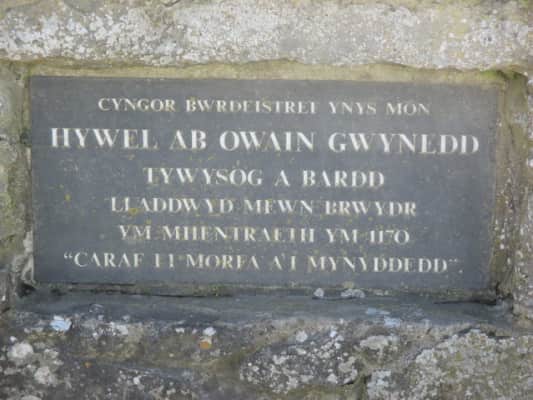 CYNGOR BWRDEISTREF YNYS MÔN
HYWEL AB OWAIN GWYNEDD
TYWYSOG A BARDD
LLADDWYD MEWN BRWYDR
YM MHENTRAETH YM 1170
"CARAF EI MORFA A'I MYNYDDEDD".